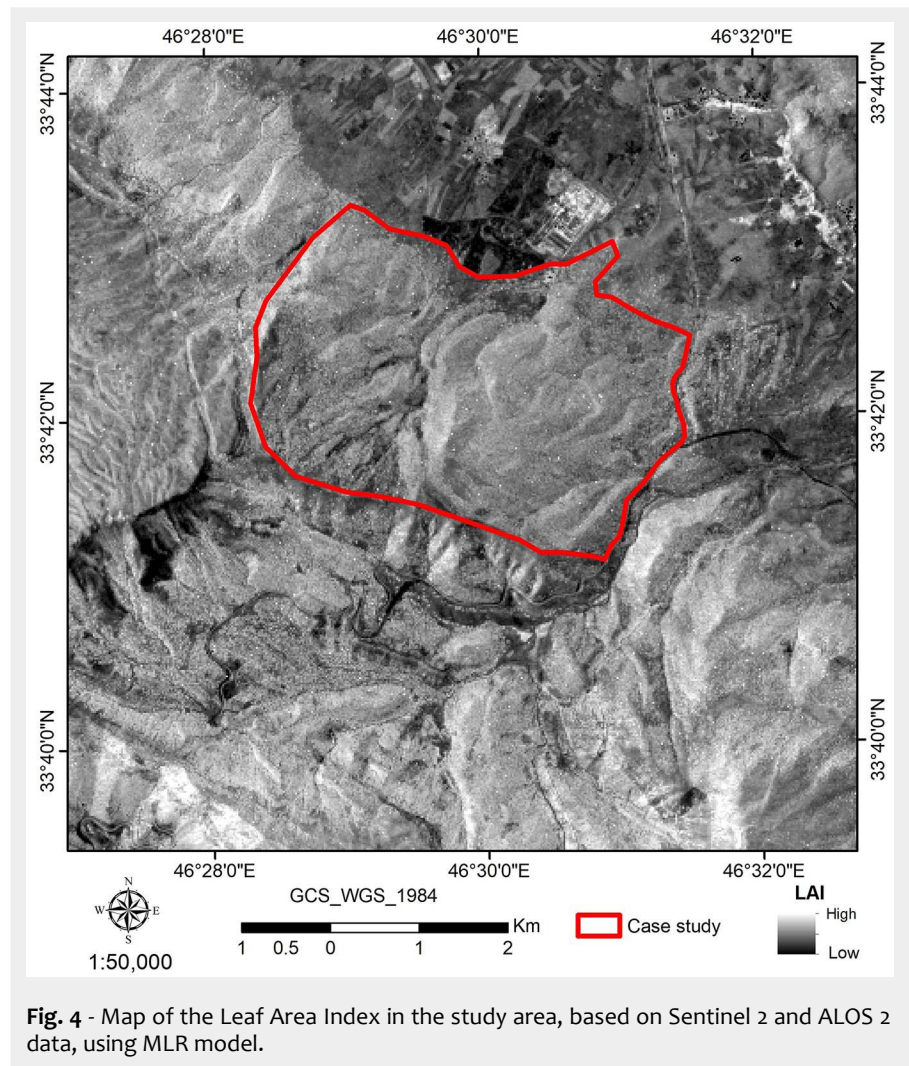 46°28'0"E 46°30'0"E 46°32'0"E
33°44'0"N 33°44'0"N
33°42'0"N 33°42'0"N
33°40'0"N 33°40'0"N
46°28'0"E 46°30'0"E 46°32'0"E
N
W E
S
1:50,000
GCS_WGS_1984
Km
1 0.5 0 1 2
Case study
LAI
High
Low
Fig. 4 - Map of the Leaf Area Index in the study area, based on Sentinel 2 and ALOS 2
data, using MLR model.